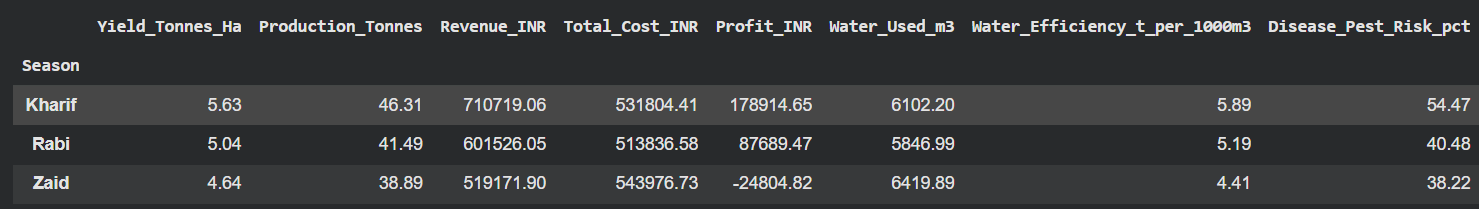 Yield_Tonnes_Ha Production_Tonnes Revenue_INR Total_Cost_INR Profit_INR Water_Used_m3 Water_Efficiency_t_per_1000m3 Disease_Pest_Risk_pct
Season
Kharif 5.63 46.31 710719.06 531804.41 178914.65 6102.20 5.89 54.47
Rabi 5.04 41.49 601526.05 513836.58 87689.47 5846.99 5.19 40.48
Zaid 4.64 38.89 519171.90 543976.73 -24804.82 6419.89 4.41 38.22